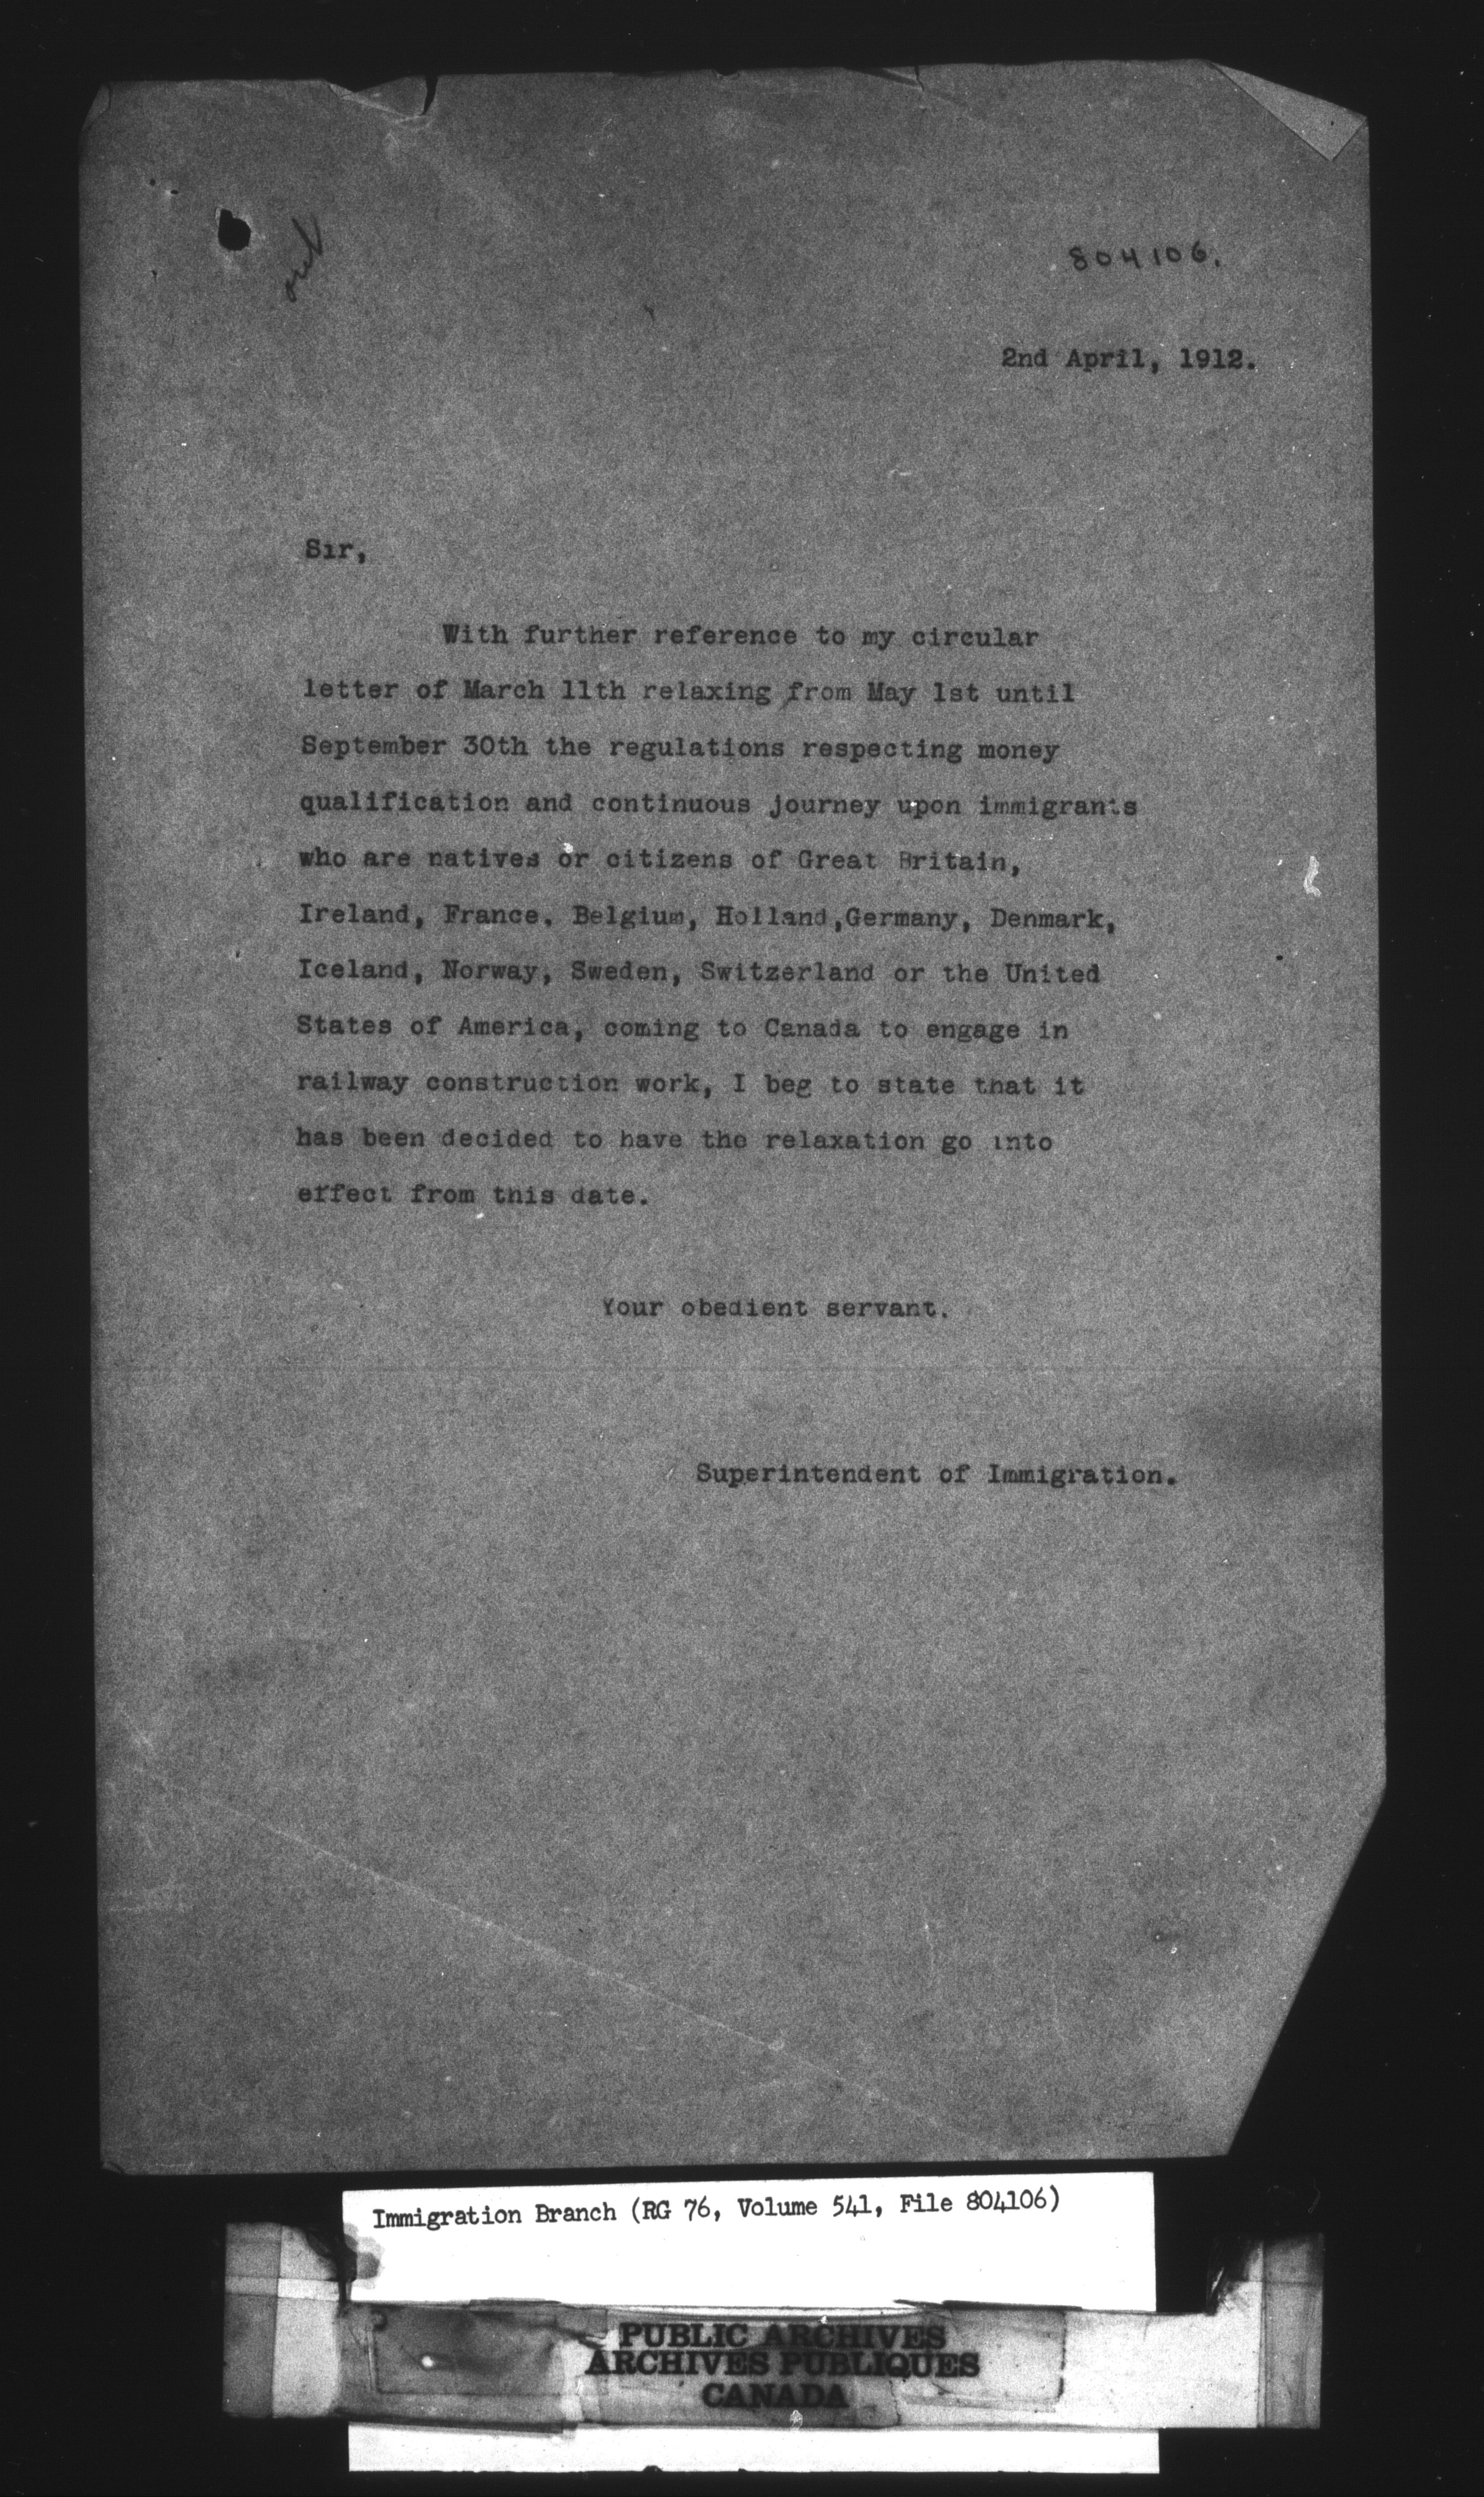 804106.
2nd April, 1912.
Sir,
With further reference to my circular
letter of March 11th relaxing from May 1st until
September 30th the regulations respecting money
qualification and continuous journey upon immigrants
who are natives or citizens of Great Britain,
Ireland, France, Belgium, Holland,Germany, Denmark,
Iceland, Norway, Sweden, Switzerland or the United
States of America, coming to Canada to engage in
railway construction work, I beg to state that it
has been decided to have the relaxation go into
effect from this date.
Your obedient servant.
Superintendent of Immigration.
Immigration Branch (RG 76, Volume 541, File 804106)
PUBLIC ARCHIVES
ARCHIVES PUBLIQUES
CANADA